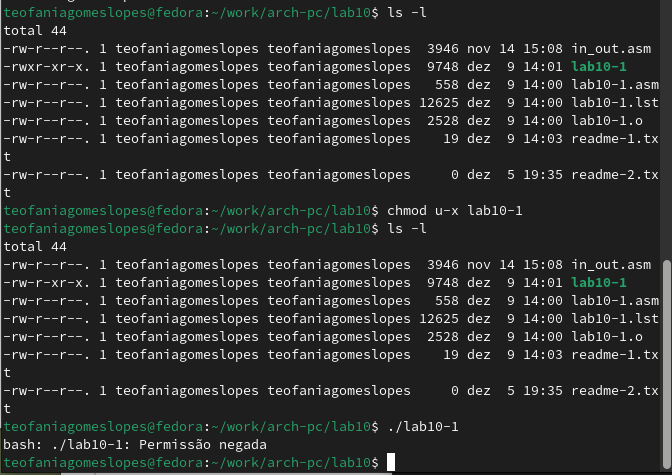 teofaniagomeslopes@fedora:~/work/arch-pc/lab10$ ls -l
total 44
-rw-r--r--. 1 teofaniagomeslopes teofaniagomeslopes  3946 nov 14 15:08 in_out.asm
-rwxr-xr-x. 1 teofaniagomeslopes teofaniagomeslopes  9748 dez  9 14:01 lab10-1
-rw-r--r--. 1 teofaniagomeslopes teofaniagomeslopes   558 dez  9 14:00 lab10-1.asm
-rw-r--r--. 1 teofaniagomeslopes teofaniagomeslopes 12625 dez  9 14:00 lab10-1.lst
-rw-r--r--. 1 teofaniagomeslopes teofaniagomeslopes  2528 dez  9 14:00 lab10-1.o
-rw-r--r--. 1 teofaniagomeslopes teofaniagomeslopes    19 dez  9 14:03 readme-1.tx
t
-rw-r--r--. 1 teofaniagomeslopes teofaniagomeslopes     0 dez  5 19:35 readme-2.tx
t
teofaniagomeslopes@fedora:~/work/arch-pc/lab10$ chmod u-x lab10-1
teofaniagomeslopes@fedora:~/work/arch-pc/lab10$ ls -l
total 44
-rw-r--r--. 1 teofaniagomeslopes teofaniagomeslopes  3946 nov 14 15:08 in_out.asm
-rw-r-xr-x. 1 teofaniagomeslopes teofaniagomeslopes  9748 dez  9 14:01 lab10-1
-rw-r--r--. 1 teofaniagomeslopes teofaniagomeslopes   558 dez  9 14:00 lab10-1.asm
-rw-r--r--. 1 teofaniagomeslopes teofaniagomeslopes 12625 dez  9 14:00 lab10-1.lst
-rw-r--r--. 1 teofaniagomeslopes teofaniagomeslopes  2528 dez  9 14:00 lab10-1.o
-rw-r--r--. 1 teofaniagomeslopes teofaniagomeslopes    19 dez  9 14:03 readme-1.tx
t
-rw-r--r--. 1 teofaniagomeslopes teofaniagomeslopes     0 dez  5 19:35 readme-2.tx
t
teofaniagomeslopes@fedora:~/work/arch-pc/lab10$ ./lab10-1
bash: ./lab10-1: Permissão negada
teofaniagomeslopes@fedora:~/work/arch-pc/lab10$